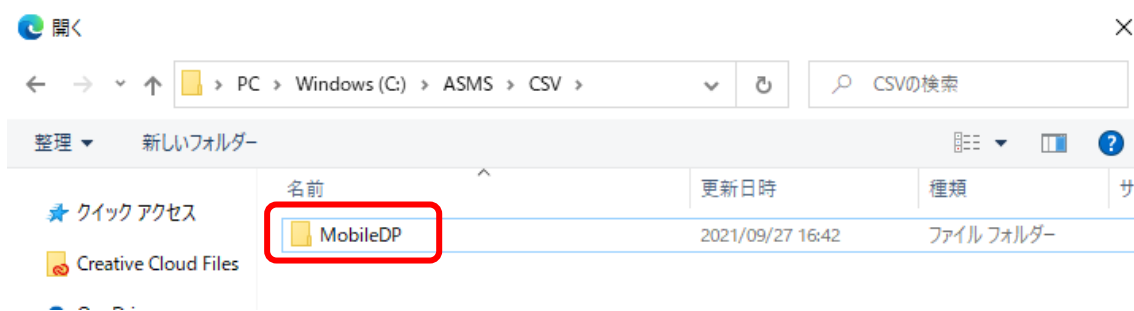 開く
PC > Windows (C:) > ASMS > CSV >
CSVの検索
整理 新しいフォルダー
名前 更新日時 種類 サ
クイック アクセス
MobileDP 2021/09/27 16:42 ファイル フォルダー
Creative Cloud Files